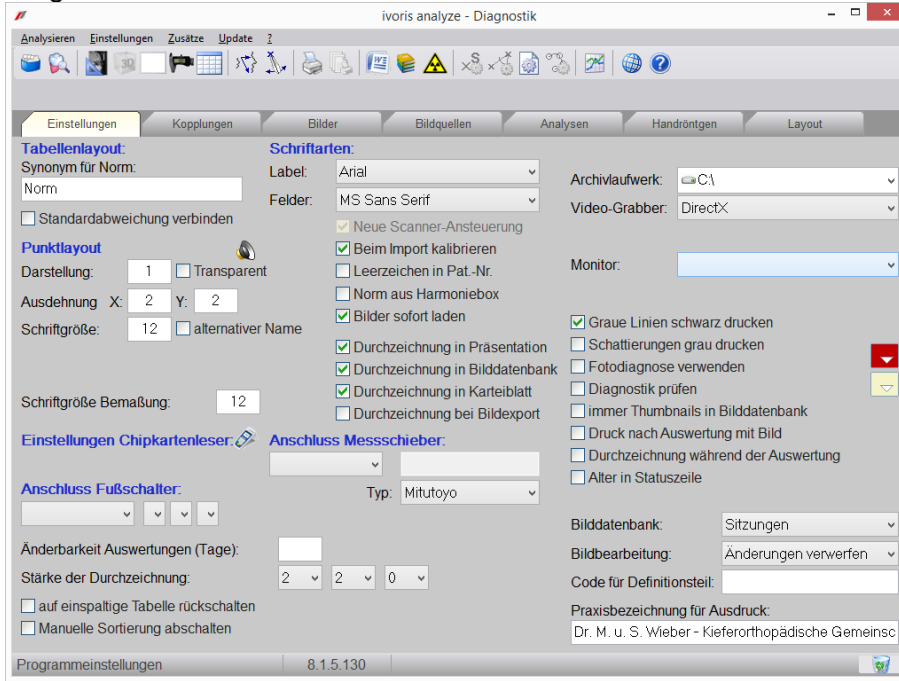 ivoris analyze - Diagnostik
Analysieren Einstellungen Zusätze Update ?
Einstellungen Kopplungen Bilder Bildquellen Analysen Handröntgen Layout
Tabellenlayout:
Synonym für Norm:
Norm
Standardabweichung verbinden
Punktlayout
Darstellung: 1 Transparent
Ausdehnung X: 2 Y: 2
Schriftgröße: 12 alternativer Name
Schriftgröße Bemaßung: 12
Einstellungen Chipkartenleser:
Anschluss Fußschalter:
Änderbarkeit Auswertungen (Tage):
Stärke der Durchzeichnung: 2 2 0
auf einspaltige Tabelle rückschalten
Manuelle Sortierung abschalten
Schriftarten:
Label: Arial
Felder: MS Sans Serif
Neue Scanner-Ansteuerung
Beim Import kalibrieren
Leerzeichen in Pat.-Nr.
Norm aus Harmoniebox
Bilder sofort laden
Durchzeichnung in Präsentation
Durchzeichnung in Bilddatenbank
Durchzeichnung in Karteiblatt
Durchzeichnung bei Bildexport
Anschluss Messschieber:
Typ: Mitutoyo
Archivlaufwerk: C:\
Video-Grabber: DirectX
Monitor:
Graue Linien schwarz drucken
Schattierungen grau drucken
Fotodiagnose verwenden
Diagnostik prüfen
immer Thumbnails in Bilddatenbank
Druck nach Auswertung mit Bild
Durchzeichnung während der Auswertung
Alter in Statuszeile
Bilddatenbank: Sitzungen
Bildbearbeitung: Änderungen verwerfen
Code für Definitionsteil:
Praxisbezeichnung für Ausdruck:
Dr. M. u. S. Wieber - Kieferorthopädische Gemeinsc
Programmeinstellungen 8.1.5.130